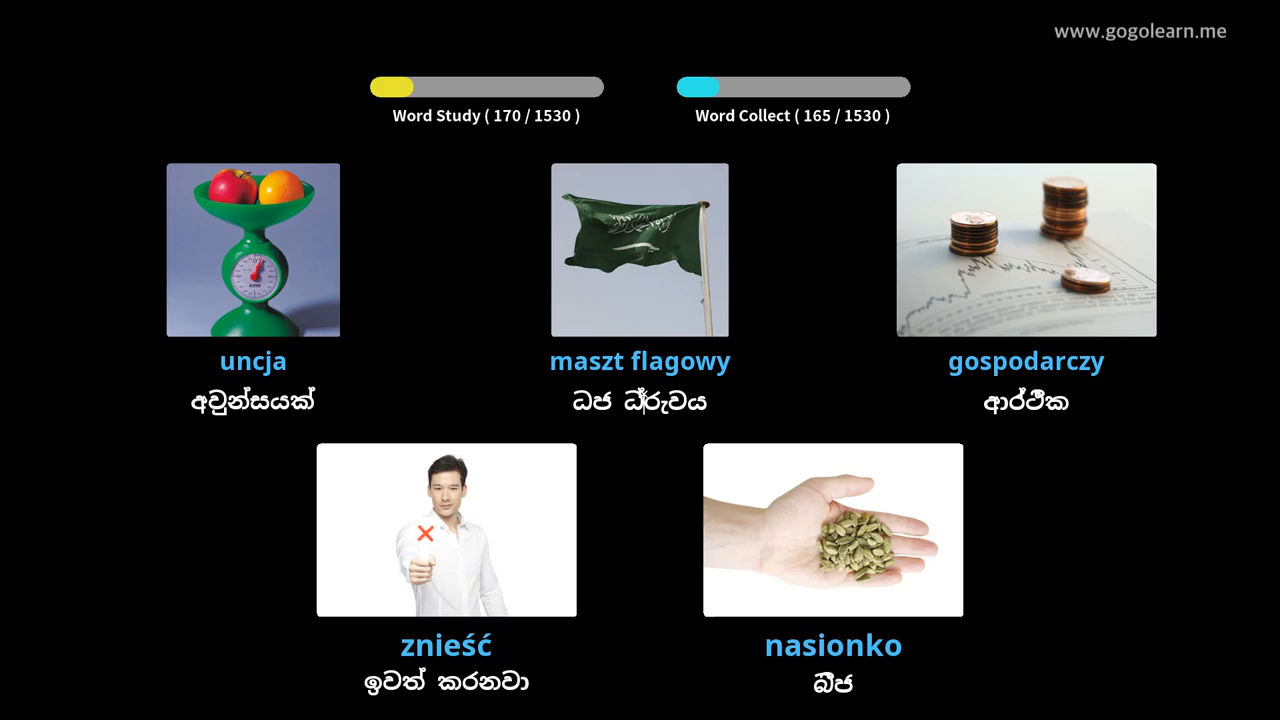 www.gogolearn.me
Word Study ( 170 / 1530 )
Word Collect ( 165 / 1530 )
uncja
maszt flagowy
gospodarczy
අවුන්සයක්
ධජ ධ්‍රැවය
ආර්ථික
znieść
nasionko
ඉවත් කරනවා
බීජ